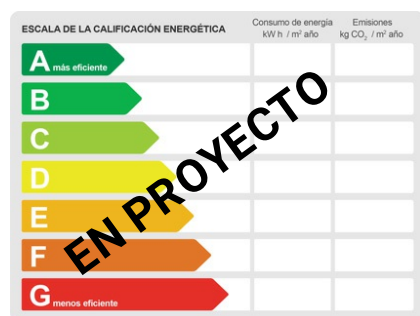 ESCALA DE LA CALIFICACIÓN ENERGÉTICA
Consumo de energía
kW h / m² año
Emisiones
kg CO₂ / m² año
A más eficiente
B
C
D
E
F
G menos eficiente
EN PROYECTO